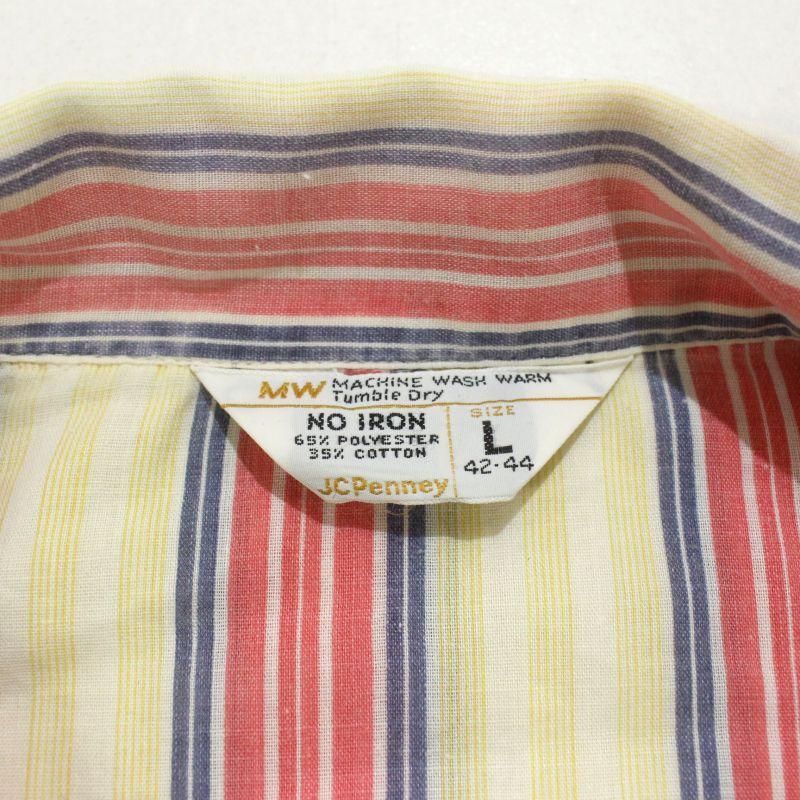 MW MACHINE WASH WARM
Tumble Dry
NO IRON
65% POLYESTER
35% COTTON
JCPenney
SIZE
L
42-44